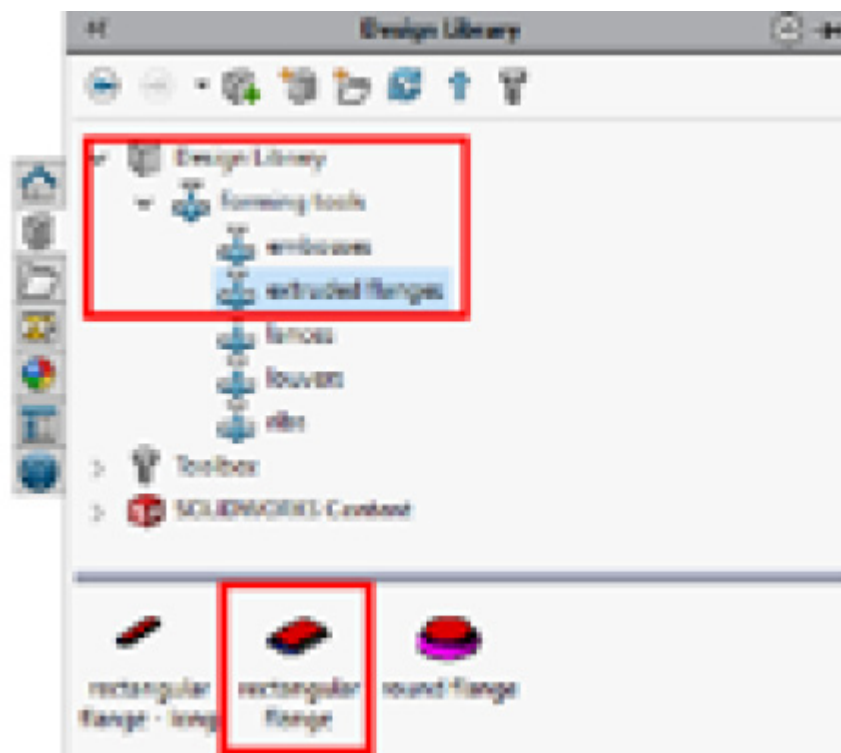 Design Library
Design Library
forming tools
embosses
extruded flanges
lances
louvers
ribs
Toolbox
SOLIDWORKS Content
rectangular
flange - long
rectangular
flange
round flange